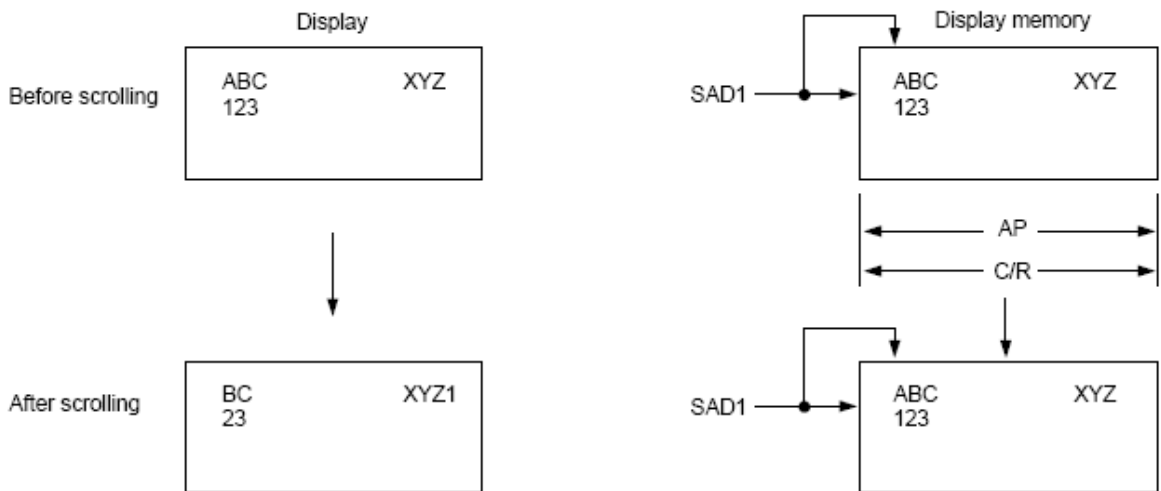 Display
Display memory
Before scrolling
ABC XYZ
123
SAD1
ABC XYZ
123
AP
C/R
After scrolling
BC XYZ1
23
SAD1
ABC XYZ
123